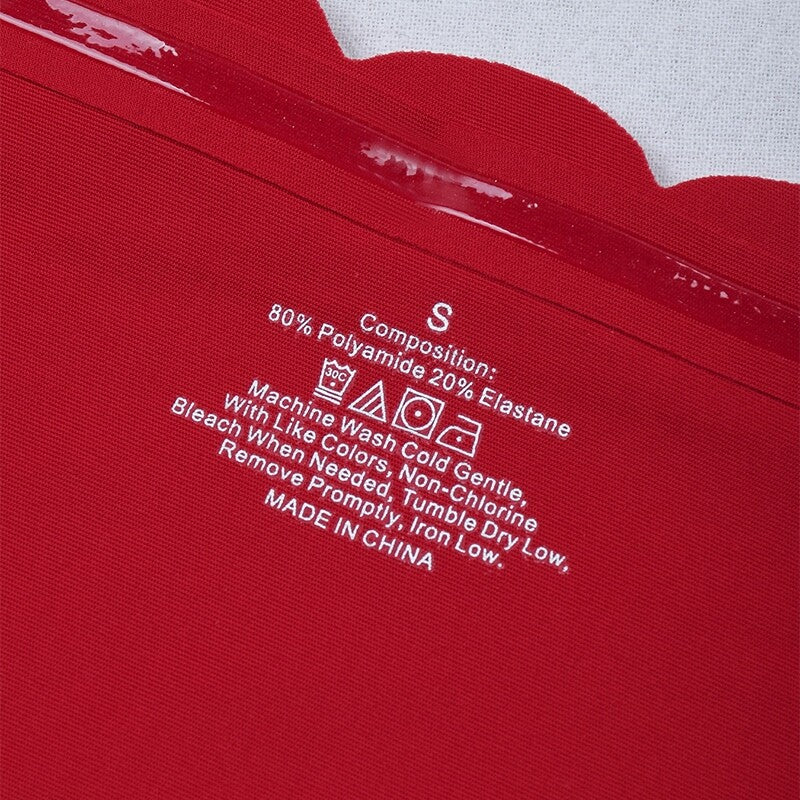 S
Composition:
80% Polyamide 20% Elastane
30C
Machine Wash Cold Gentle,
With Like Colors, Non-Chlorine
Bleach When Needed, Tumble Dry Low,
Remove Promptly, Iron Low.
MADE IN CHINA